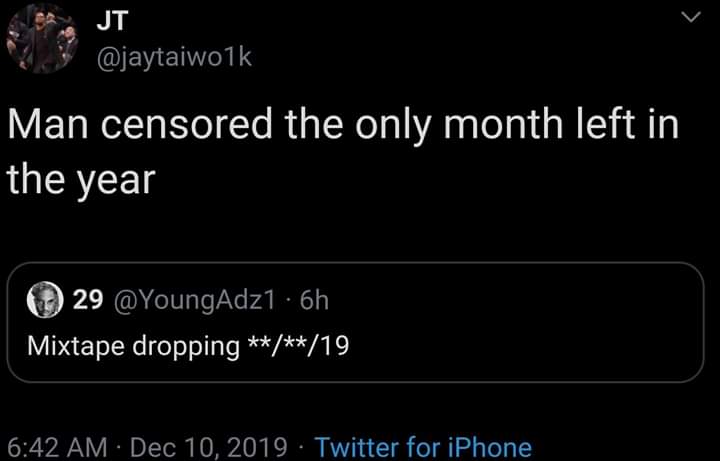 JT
@jaytaiwo1k
Man censored the only month left in
the year
29 @YoungAdz1 · 6h
Mixtape dropping **/**/19
6:42 AM · Dec 10, 2019 · Twitter for iPhone